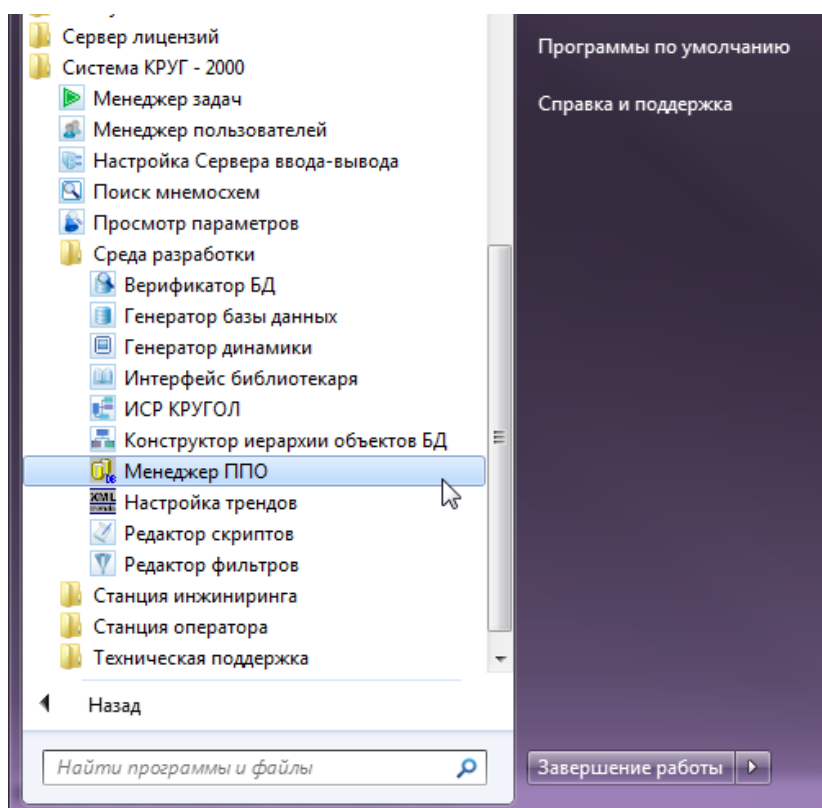 Сервер лицензий
Система КРУГ - 2000
Менеджер задач
Менеджер пользователей
Настройка Сервера ввода-вывода
Поиск мнемосхем
Просмотр параметров
Среда разработки
Верификатор БД
Генератор базы данных
Генератор динамики
Интерфейс библиотекаря
ИСР КРУГОЛ
Конструктор иерархии объектов БД
Менеджер ППО
Настройка трендов
Редактор скриптов
Редактор фильтров
Станция инжиниринга
Станция оператора
Техническая поддержка
Назад
Найти программы и файлы
Программы по умолчанию
Справка и поддержка
Завершение работы